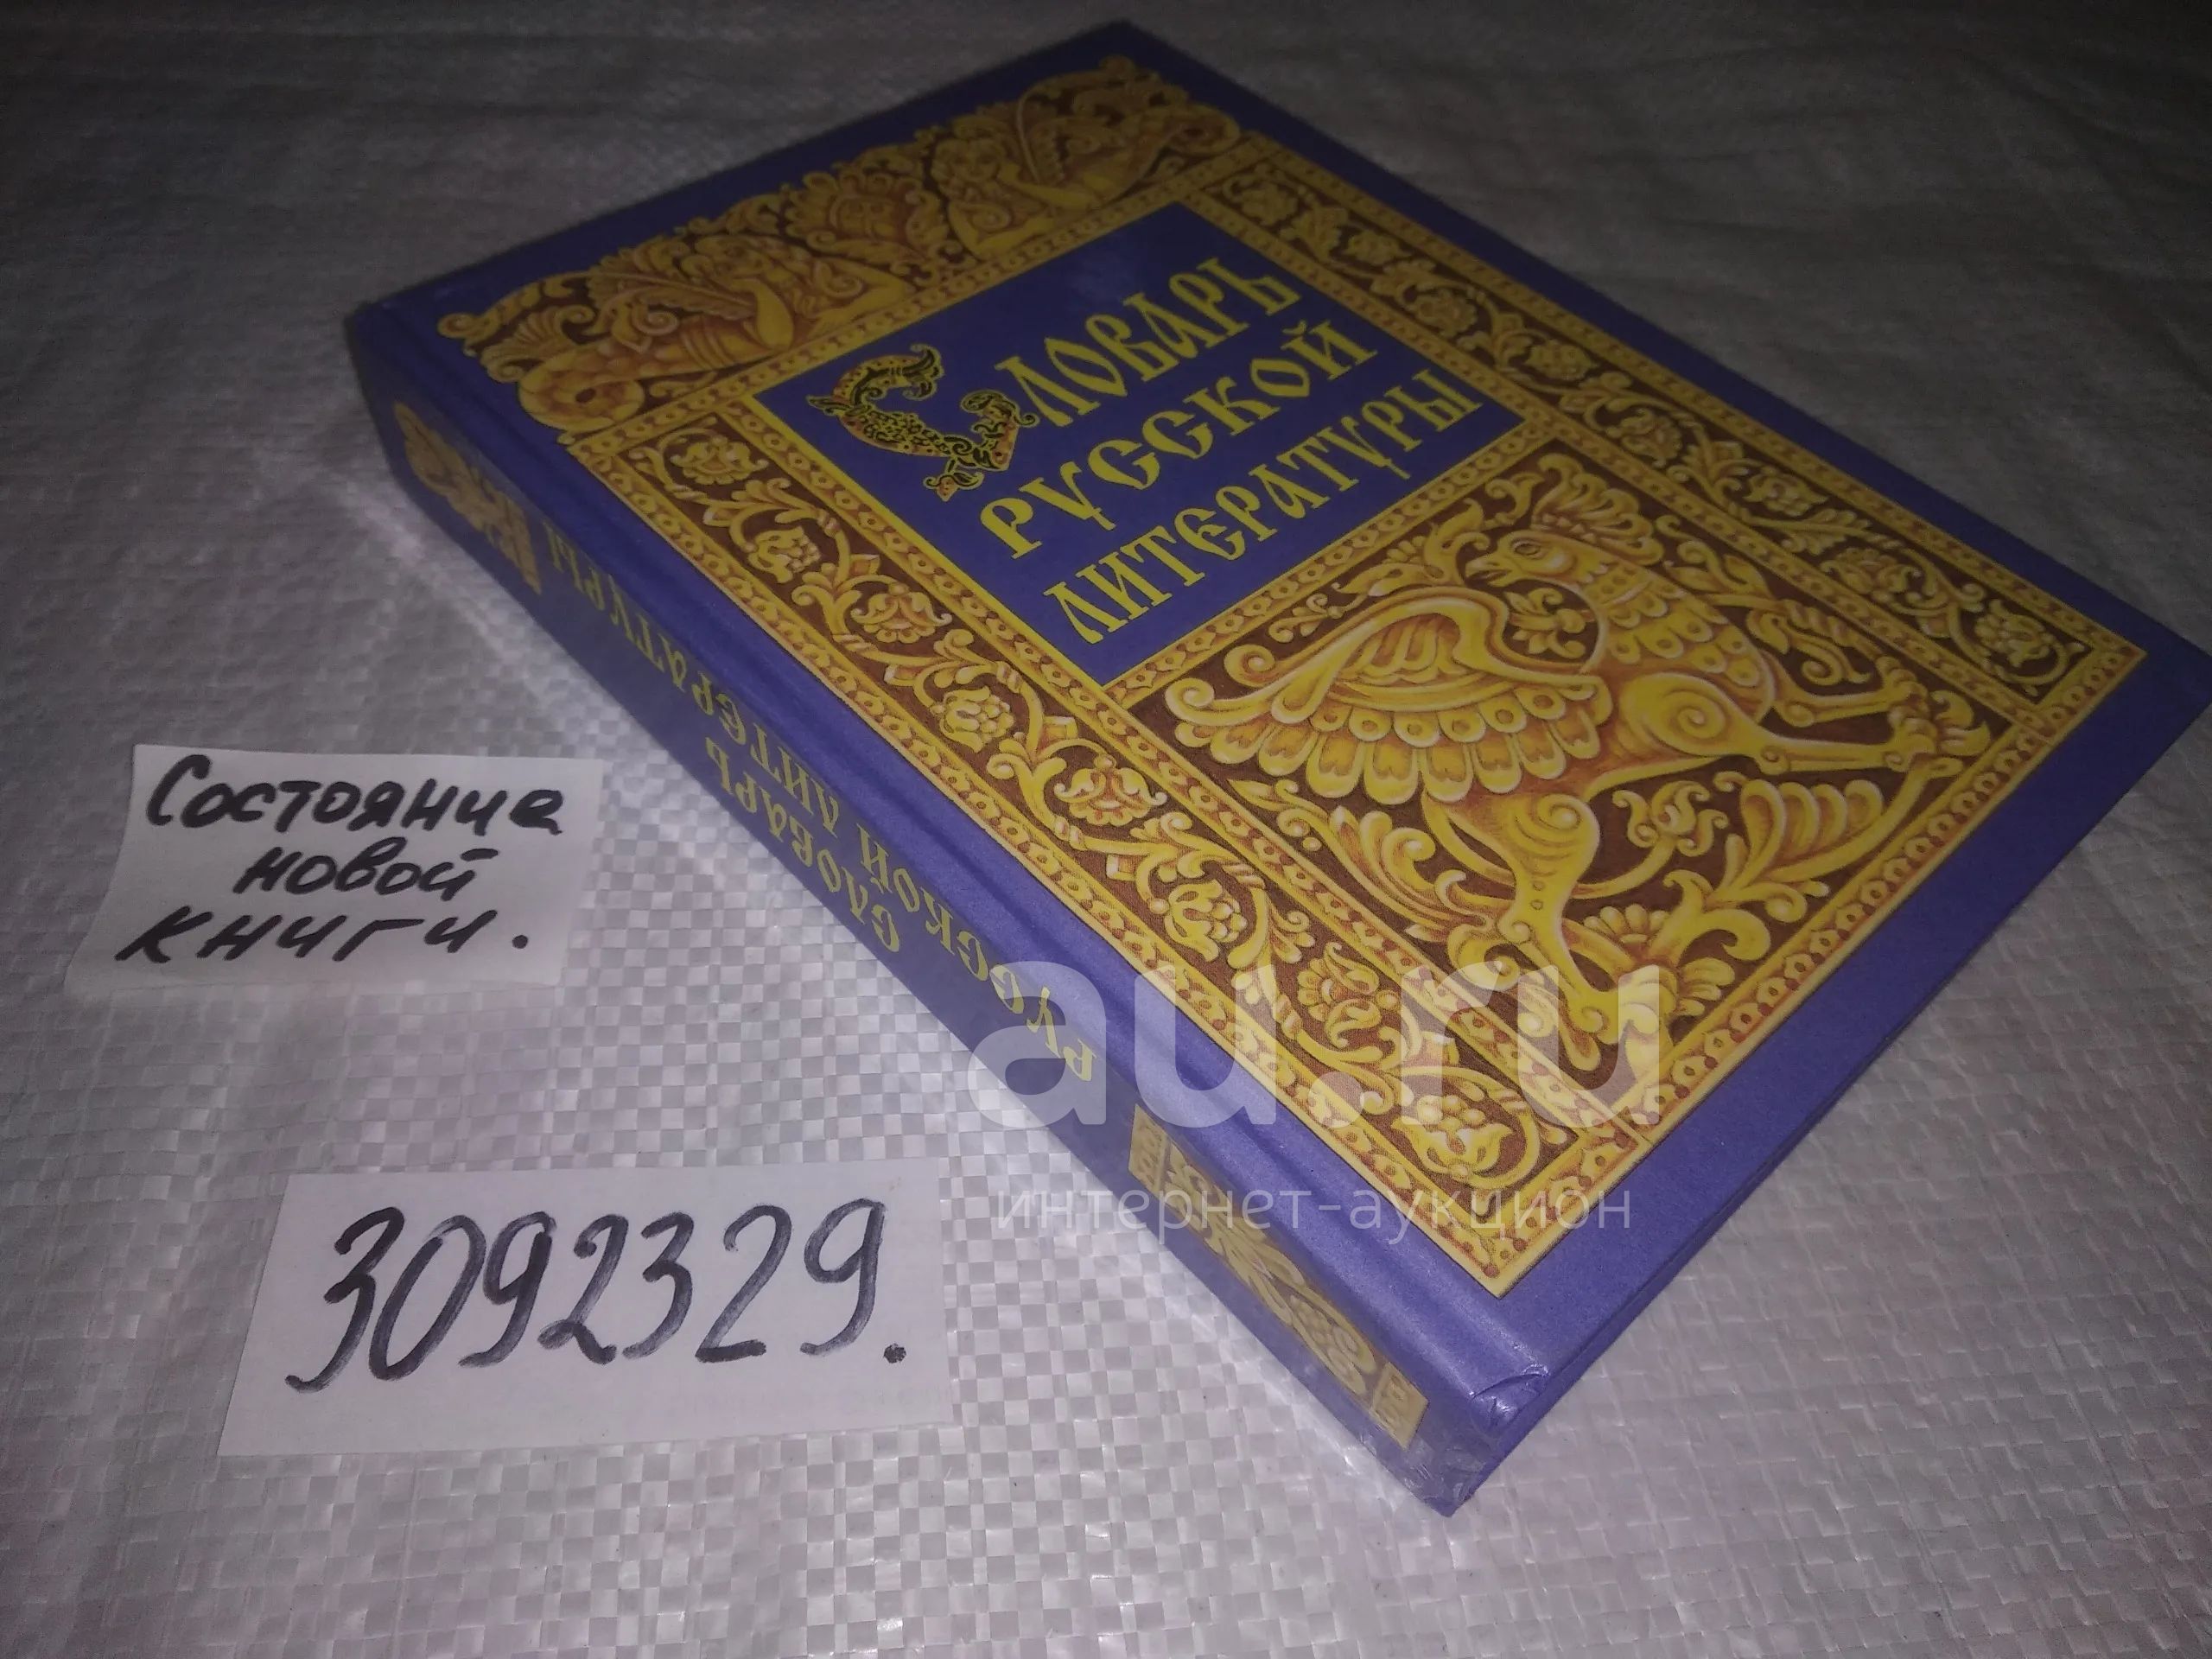 Словарь
русской
литературы
СЛОВАРЬ
РУССКОЙ ЛИТЕРАТУРЫ
Состояние
новой
книги.
3092329.
au.ru
интернет-аукцион